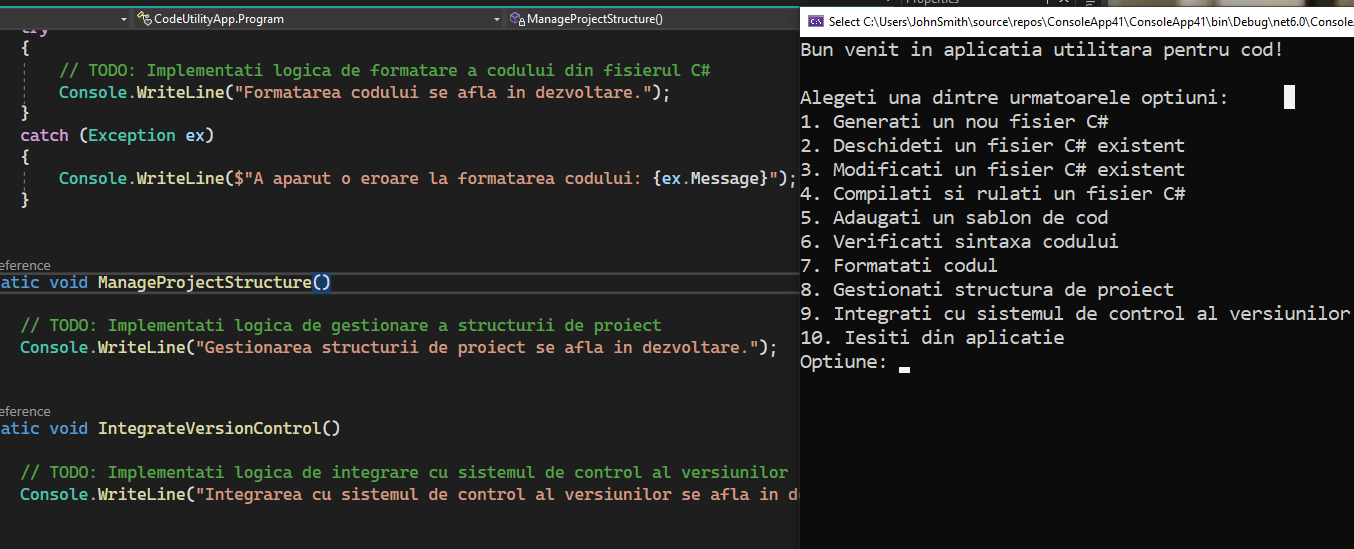 CodeUtilityApp.Program
ManageProjectStructure()
try
{
// TODO: Implementati logica de formatare a codului din fisierul C#
Console.WriteLine("Formatarea codului se afla in dezvoltare.");
}
catch (Exception ex)
{
Console.WriteLine($"A aparut o eroare la formatarea codului: {ex.Message}");
}
eference
atic void ManageProjectStructure()
// TODO: Implementati logica de gestionare a structurii de proiect
Console.WriteLine("Gestionarea structurii de proiect se afla in dezvoltare.");
eference
atic void IntegrateVersionControl()
// TODO: Implementati logica de integrare cu sistemul de control al versiunilor
Console.WriteLine("Integrarea cu sistemul de control al versiunilor se afla in d
Properties
Select C:\Users\JohnSmith\source\repos\ConsoleApp41\ConsoleApp41\bin\Debug\net6.0\Console
Bun venit in aplicatia utilitara pentru cod!
Alegeti una dintre urmatoarele optiuni:
1. Generati un nou fisier C#
2. Deschideti un fisier C# existent
3. Modificati un fisier C# existent
4. Compilati si rulati un fisier C#
5. Adaugati un sablon de cod
6. Verificati sintaxa codului
7. Formatati codul
8. Gestionati structura de proiect
9. Integrati cu sistemul de control al versiunilor
10. Iesiti din aplicatie
Optiune: